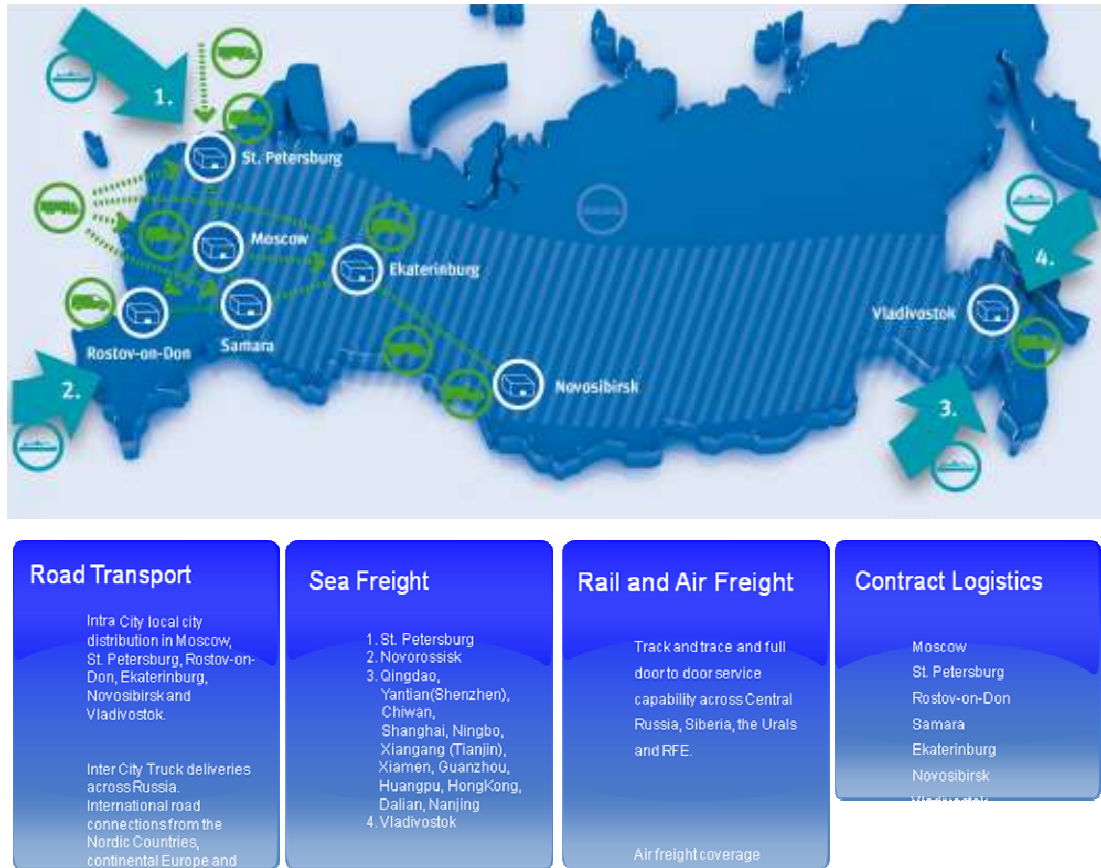 1.
St. Petersburg
Moscow
Ekaterinburg
4.
Vladivostok
Rostov-on-Don
Samara
2.
Novosibirsk
3.
Road Transport
Intra City local city
distribution in Moscow,
St. Petersburg, Rostov-on-
Don, Ekaterinburg,
Novosibirsk and
Vladivostok.
Inter City Truck deliveries
across Russia.
International road
connections from the
Nordic Countries,
continental Europe and
Sea Freight
1. St. Petersburg
2. Novorossisk
3. Qingdao,
Yantian(Shenzhen),
Chiwan,
Shanghai, Ningbo,
Xiangang (Tianjin),
Xiamen, Guanzhou,
Huangpu, HongKong,
Dalian, Nanjing
4. Vladivostok
Rail and Air Freight
Track and trace and full
door to door service
capability across Central
Russia, Siberia, the Urals
and RFE.
Air freight coverage
Contract Logistics
Moscow
St. Petersburg
Rostov-on-Don
Samara
Ekaterinburg
Novosibirsk